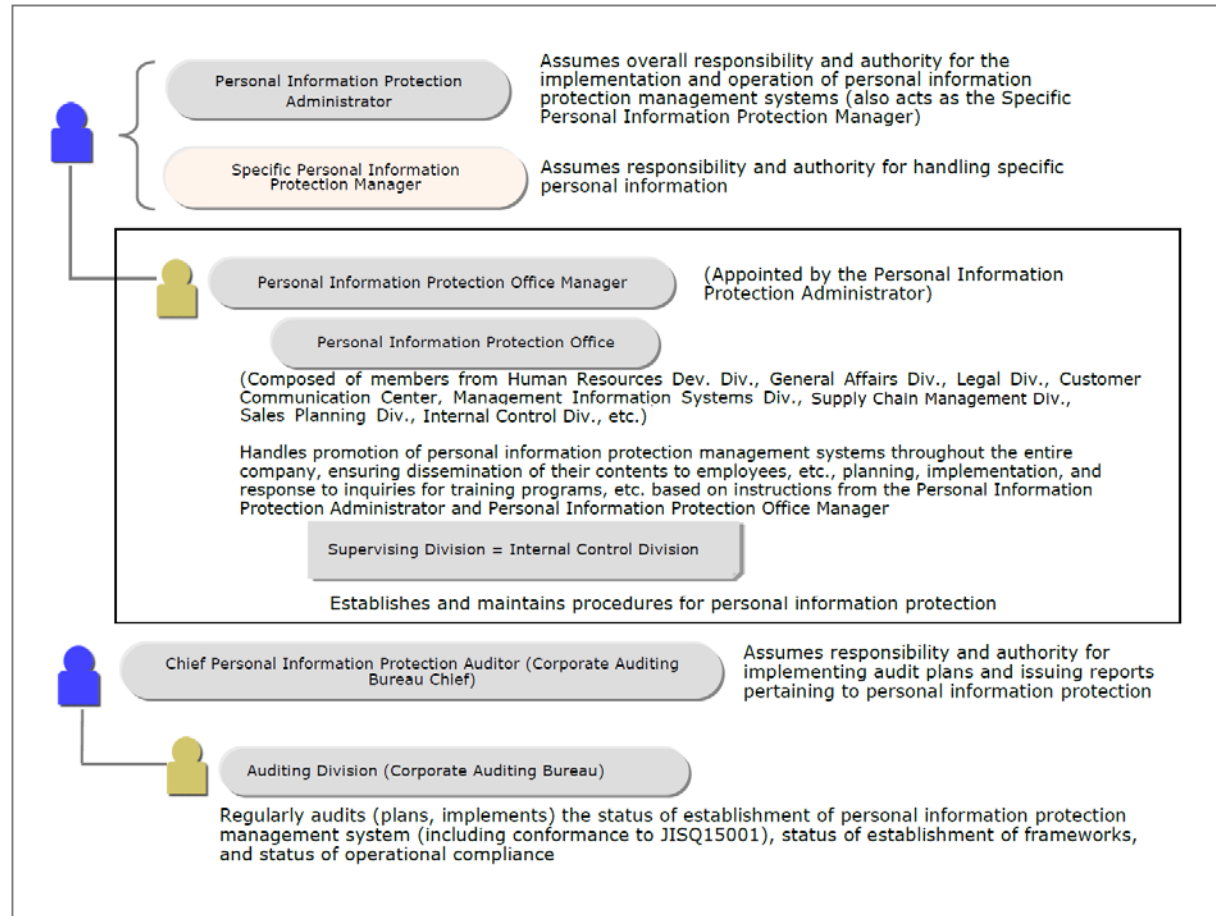 Personal Information Protection
Administrator
Assumes overall responsibility and authority for the
implementation and operation of personal information
protection management systems (also acts as the Specific
Personal Information Protection Manager)
Specific Personal Information
Protection Manager
Assumes responsibility and authority for handling specific
personal information
Personal Information Protection Office Manager
(Appointed by the Personal Information
Protection Administrator)
Personal Information Protection Office
(Composed of members from Human Resources Dev. Div., General Affairs Div., Legal Div., Customer
Communication Center, Management Information Systems Div., Supply Chain Management Div.,
Sales Planning Div., Internal Control Div., etc.)
Handles promotion of personal information protection management systems throughout the entire
company, ensuring dissemination of their contents to employees, etc., planning, implementation, and
response to inquiries for training programs, etc. based on instructions from the Personal Information
Protection Administrator and Personal Information Protection Office Manager
Supervising Division = Internal Control Division
Establishes and maintains procedures for personal information protection
Chief Personal Information Protection Auditor (Corporate Auditing
Bureau Chief)
Assumes responsibility and authority for
implementing audit plans and issuing reports
pertaining to personal information protection
Auditing Division (Corporate Auditing Bureau)
Regularly audits (plans, implements) the status of establishment of personal information protection
management system (including conformance to JISQ15001), status of establishment of frameworks,
and status of operational compliance